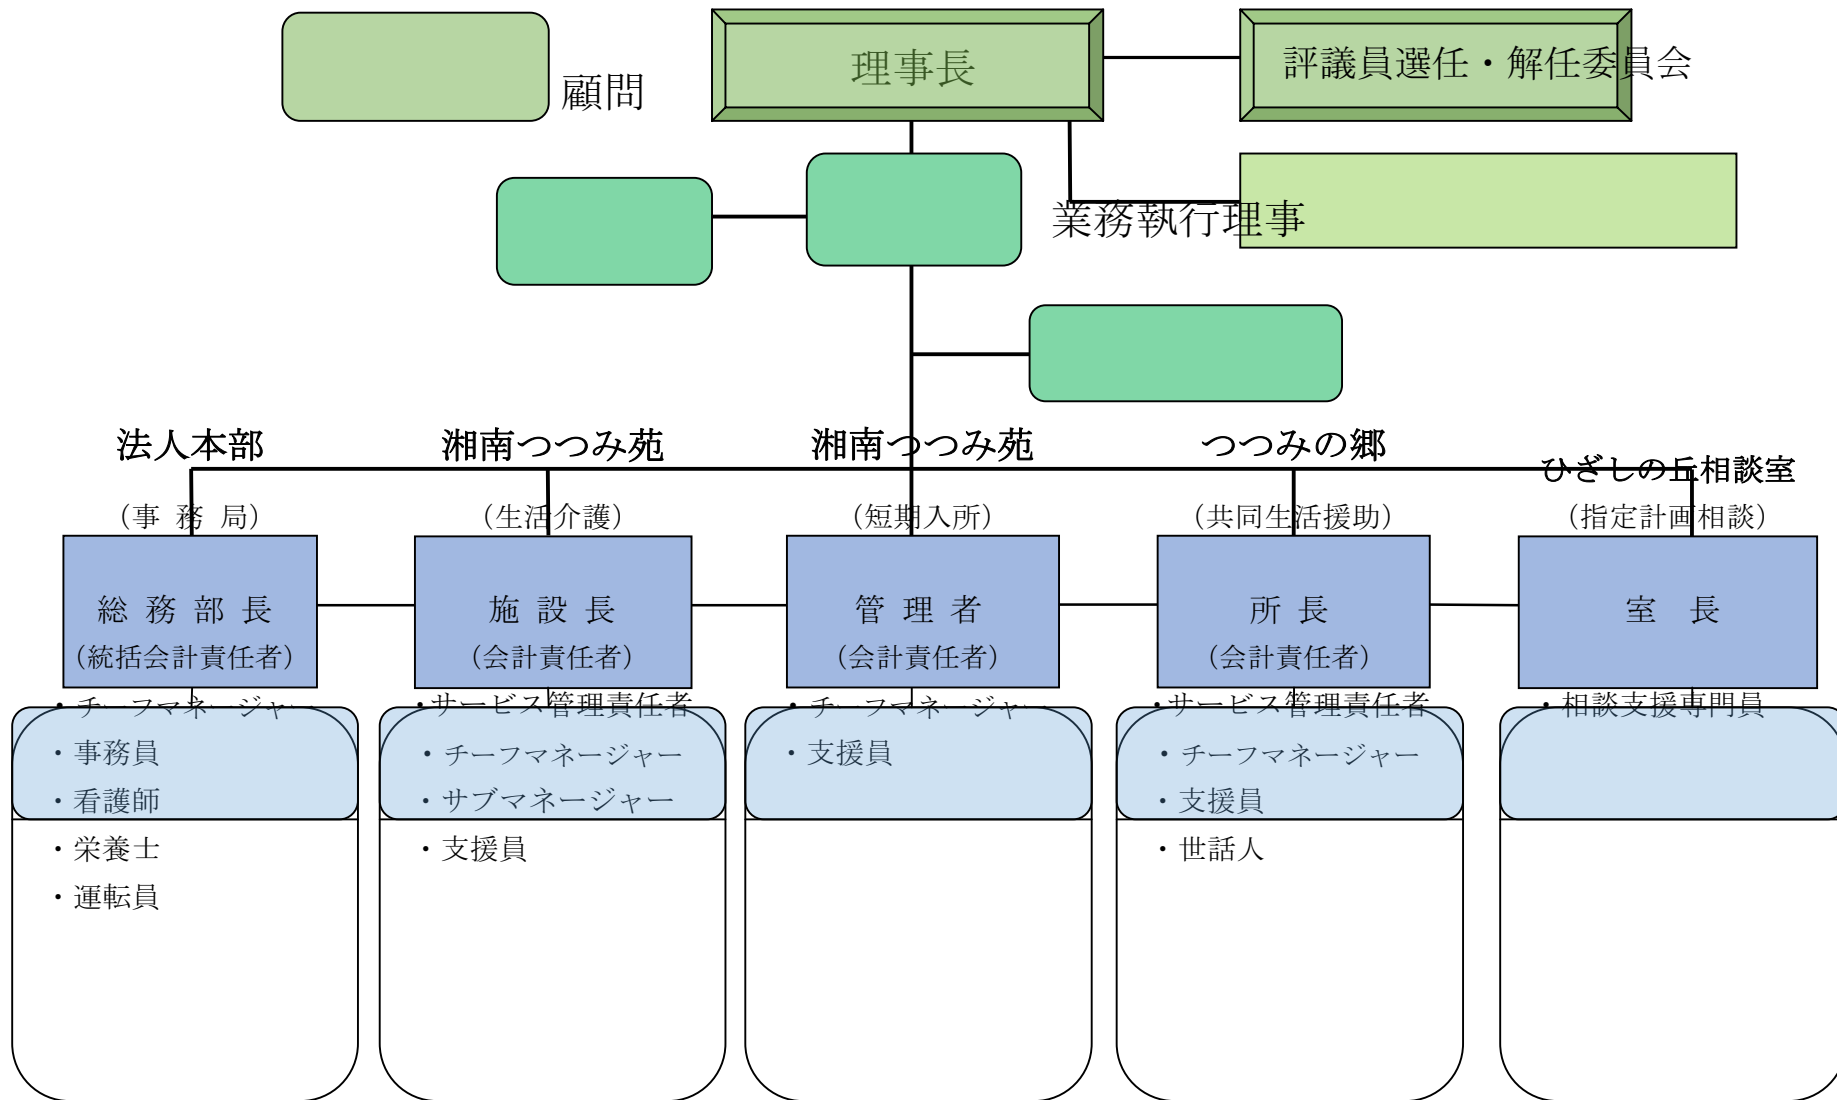 顧問
理事長
評議員選任・解任委員会
業務執行理事
法人本部
湘南つつみ苑
湘南つつみ苑
つつみの郷
ひざしの丘相談室
（事 務 局）
（生活介護）
（短期入所）
（共同生活援助）
（指定計画相談）
総 務 部 長
（統括会計責任者）
施 設 長
（会計責任者）
管 理 者
（会計責任者）
所 長
（会計責任者）
室 長
・チーフマネージャー
・事務員
・看護師
・栄養士
・運転員
・サービス管理責任者
・チーフマネージャー
・サブマネージャー
・支援員
・チーフマネージャー
・支援員
・サービス管理責任者
・チーフマネージャー
・支援員
・世話人
・相談支援専門員